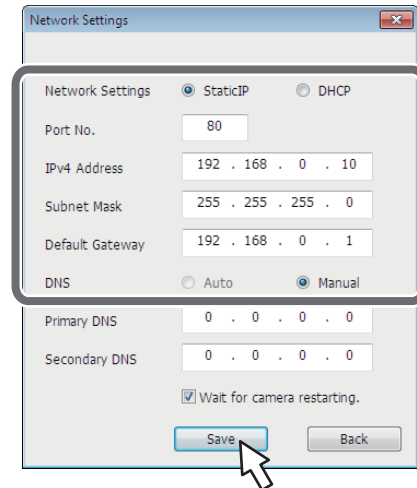 Network Settings
Network Settings StaticIP DHCP
Port No. 80
IPv4 Address 192 . 168 . 0 . 10
Subnet Mask 255 . 255 . 255 . 0
Default Gateway 192 . 168 . 0 . 1
DNS Auto Manual
Primary DNS 0 . 0 . 0 . 0
Secondary DNS 0 . 0 . 0 . 0
Wait for camera restarting.
Save Back